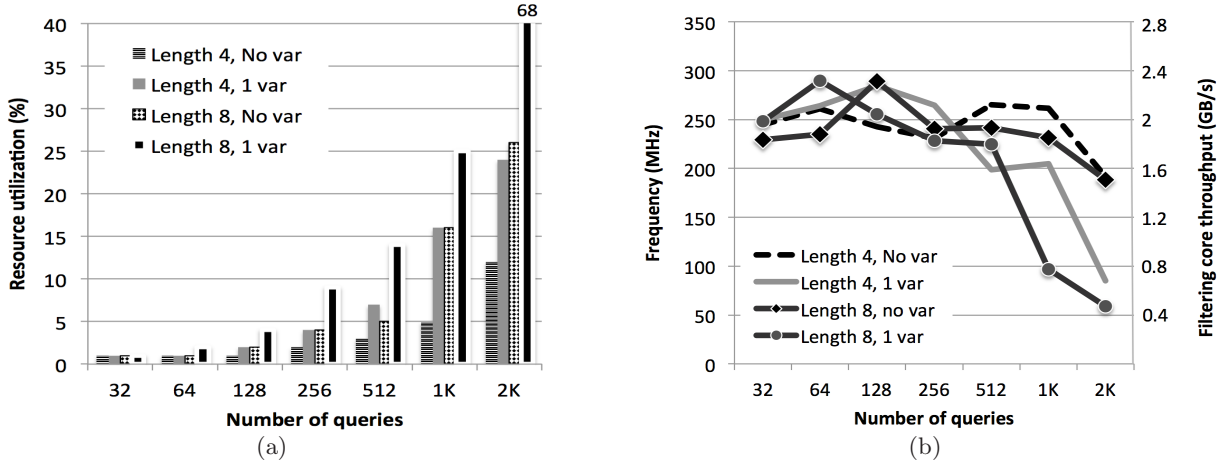 68
40
35
30
25
20
15
10
5
0
Resource utilization (%)
Length 4, No var
Length 4, 1 var
Length 8, No var
Length 8, 1 var
32 64 128 256 512 1K 2K
Number of queries
(a)
350
300
250
200
150
100
50
0
Frequency (MHz)
2.8
2.4
2
1.6
1.2
0.8
0.4
Filtering core throughput (GB/s)
Length 4, No var
Length 4, 1 var
Length 8, no var
Length 8, 1 var
32 64 128 256 512 1K 2K
Number of queries
(b)